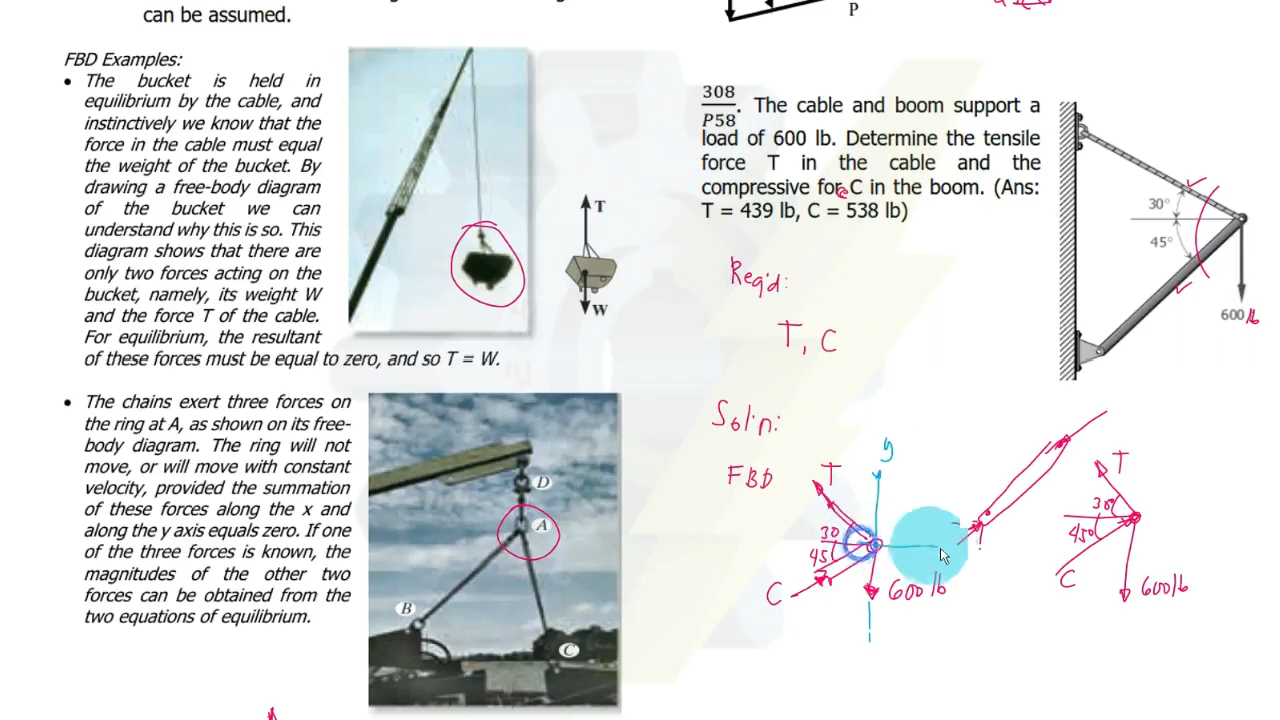 can be assumed.
P
FBD Examples:
• The bucket is held in
equilibrium by the cable, and
instinctively we know that the
force in the cable must equal
the weight of the bucket. By
drawing a free-body diagram
of the bucket we can
understand why this is so. This
diagram shows that there are
only two forces acting on the
bucket, namely, its weight W
and the force T of the cable.
For equilibrium, the resultant
of these forces must be equal to zero, and so T = W.
T
W
• The chains exert three forces on
the ring at A, as shown on its free-
body diagram. The ring will not
move, or will move with constant
velocity, provided the summation
of these forces along the x and
along the y axis equals zero. If one
of the three forces is known, the
magnitudes of the other two
forces can be obtained from the
two equations of equilibrium.
D
A
B
C
308
P58. The cable and boom support a
load of 600 lb. Determine the tensile
force T in the cable and the
compressive force C in the boom. (Ans:
T = 439 lb, C = 538 lb)
30°
45°
600 lb
Req'd:
T, C
Sol'n:
FBD
T
y
30
45
C
600 lb
T
30°
45°
C
600 lb